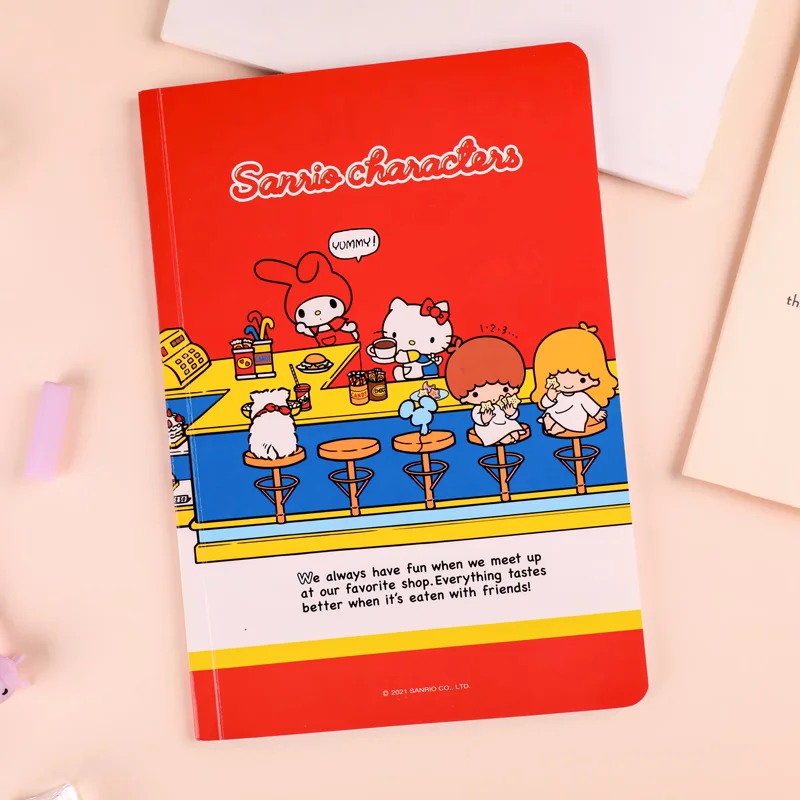 Sanrio characters
YUMMY!
1·2·3...
We always have fun when we meet up
at our favorite shop.Everything tastes
better when it's eaten with friends!
© 2021 SANRIO CO., LTD.
th